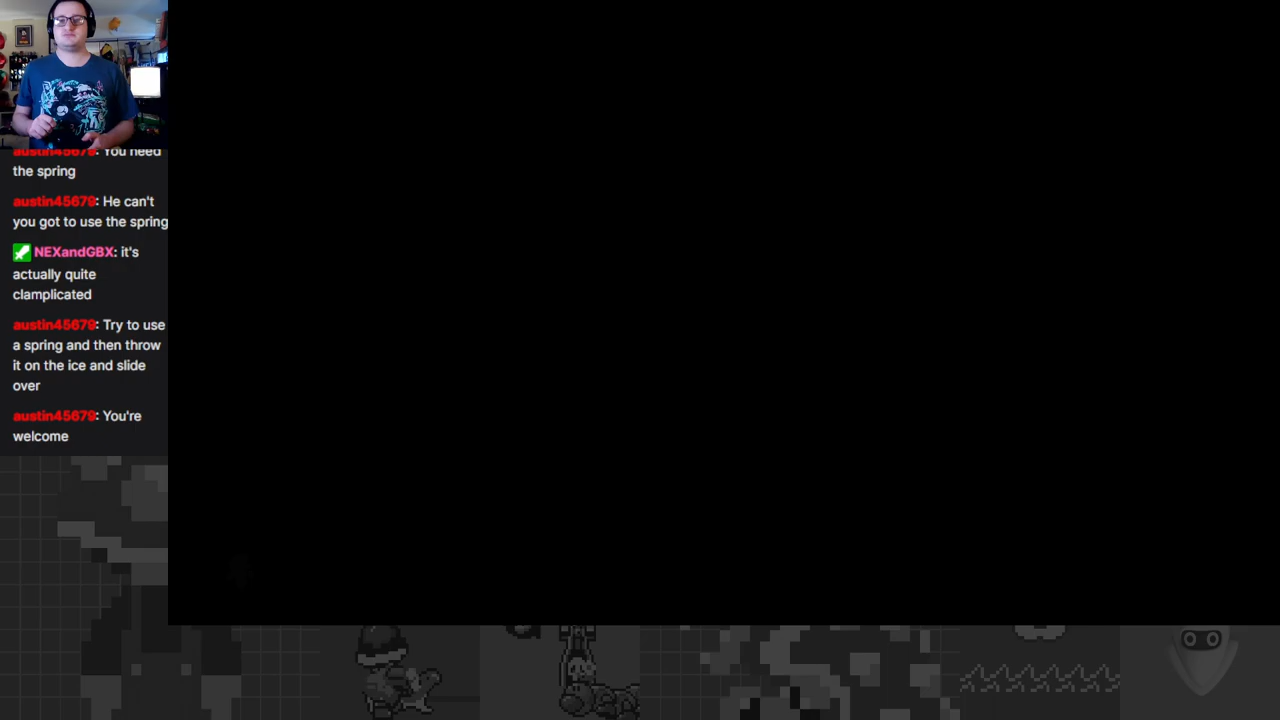 austin45679: You need
the spring
austin45679: He can't
you got to use the spring
NEXandGBX: it's
actually quite
clamplicated
austin45679: Try to use
a spring and then throw
it on the ice and slide
over
austin45679: You're
welcome